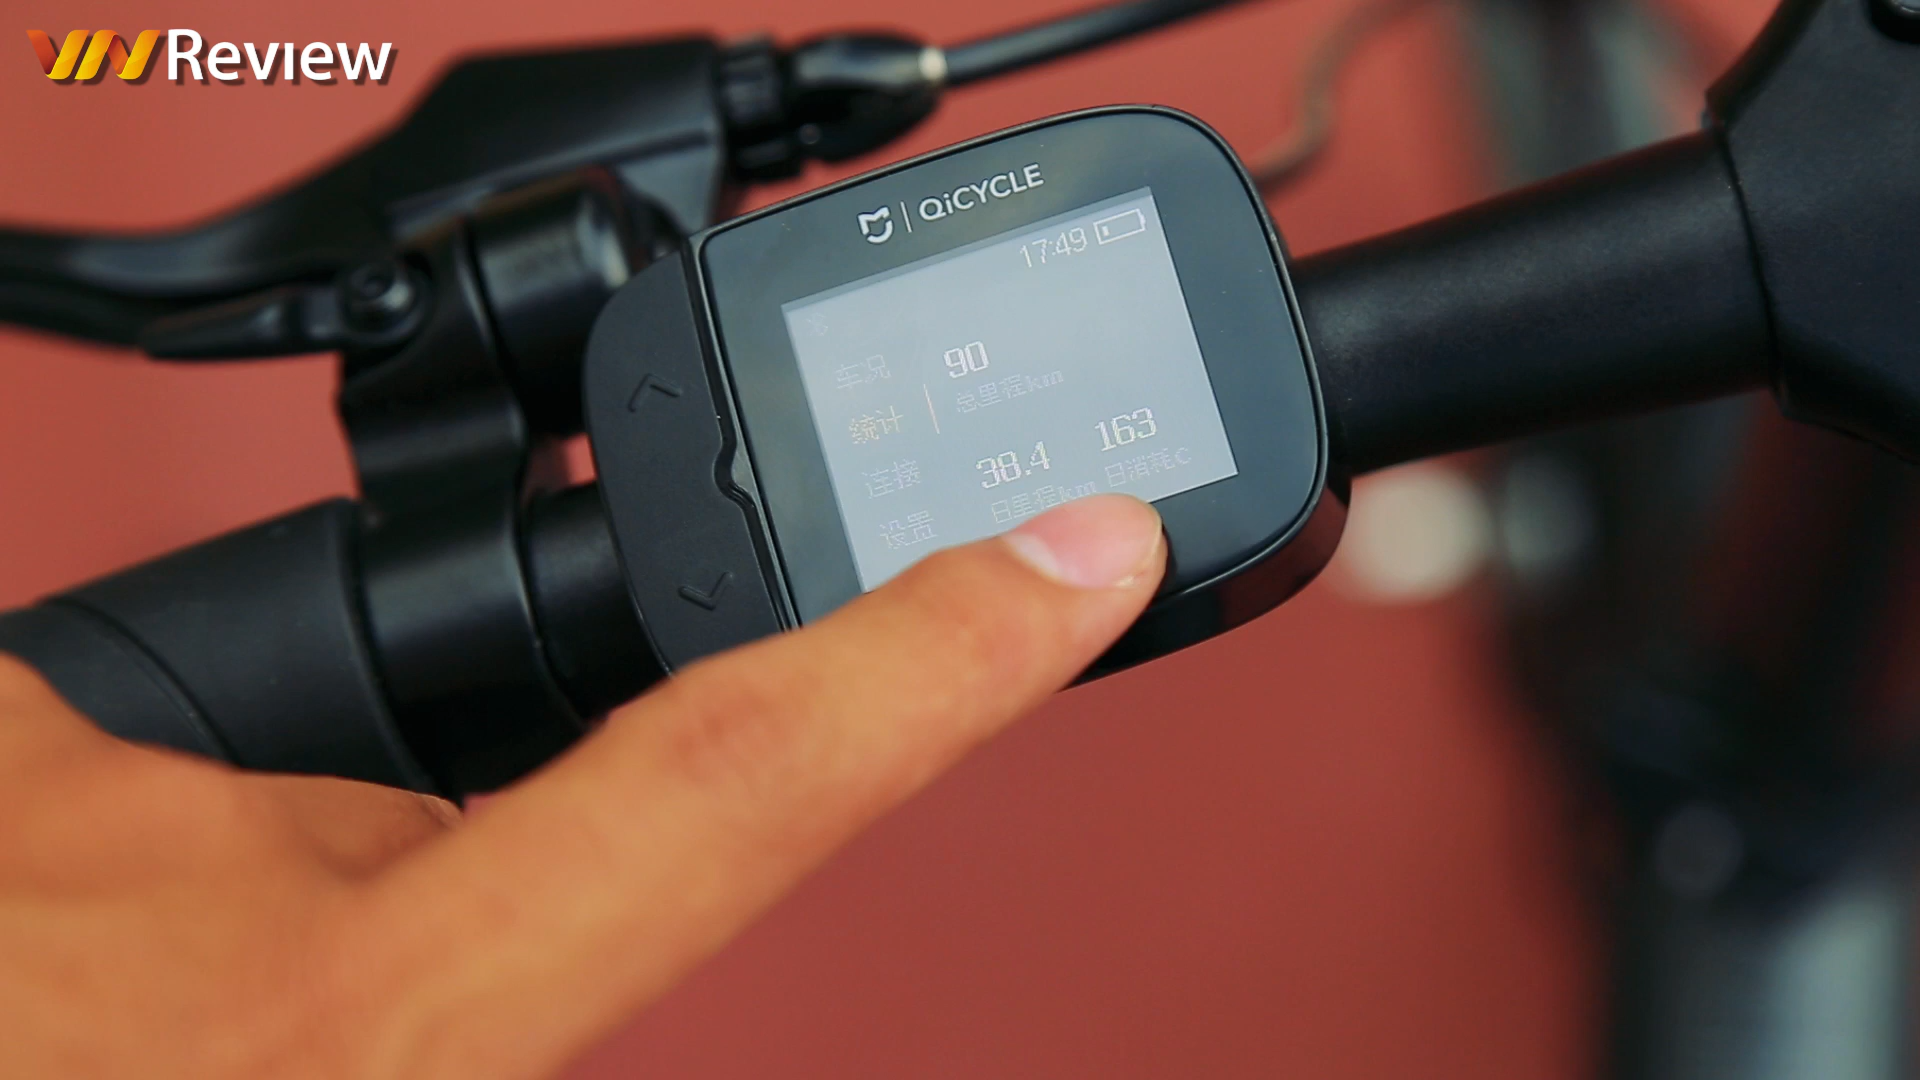 VNReview
QiCYCLE
17:49
车况
90
总里程km
统计
38.4
163
连接
日里程km
日消耗C
设置